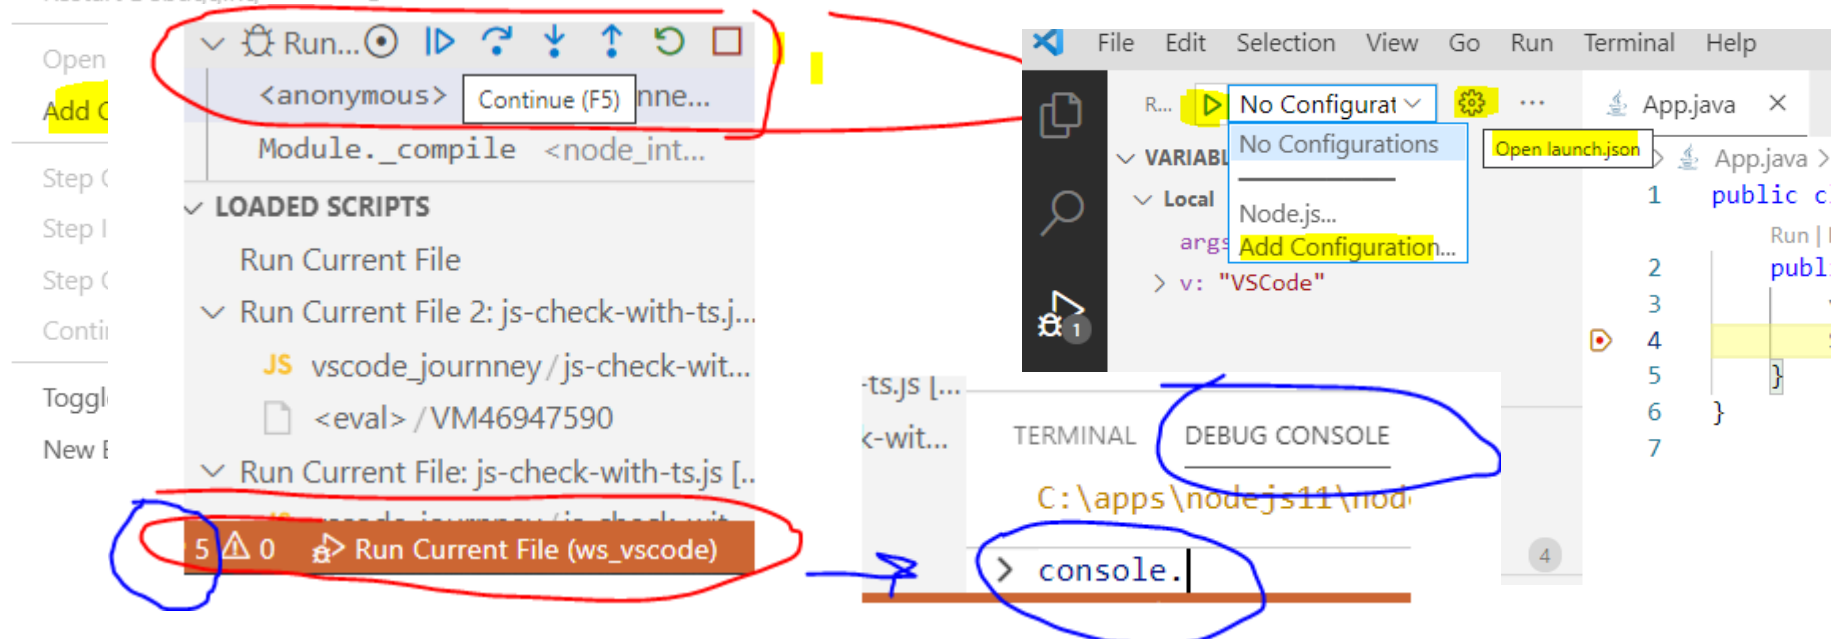 Open
Add C
Step
Step I
Step
Contin
Toggl
New E
Run...
<anonymous>
Continue (F5)
nne...
Module._compile <node_int...
LOADED SCRIPTS
Run Current File
Run Current File 2: js-check-with-ts.j...
JS vscode_journney/js-check-wit...
<eval>/VM46947590
Run Current File: js-check-with-ts.js [..
5 0 Run Current File (ws_vscode)
File Edit Selection View Go Run Terminal Help
R... No Configurat
App.java
No Configurations
Open launch.json
VARIABL
App.java
Local
Node.js...
args
Add Configuration...
v: "VSCode"
1
1 public c
Run |
2 publ
3
4
5 }
6 }
7
-ts.js [...
k-wit...
TERMINAL DEBUG CONSOLE
C:\apps\nodejs11\nod
> console.
4